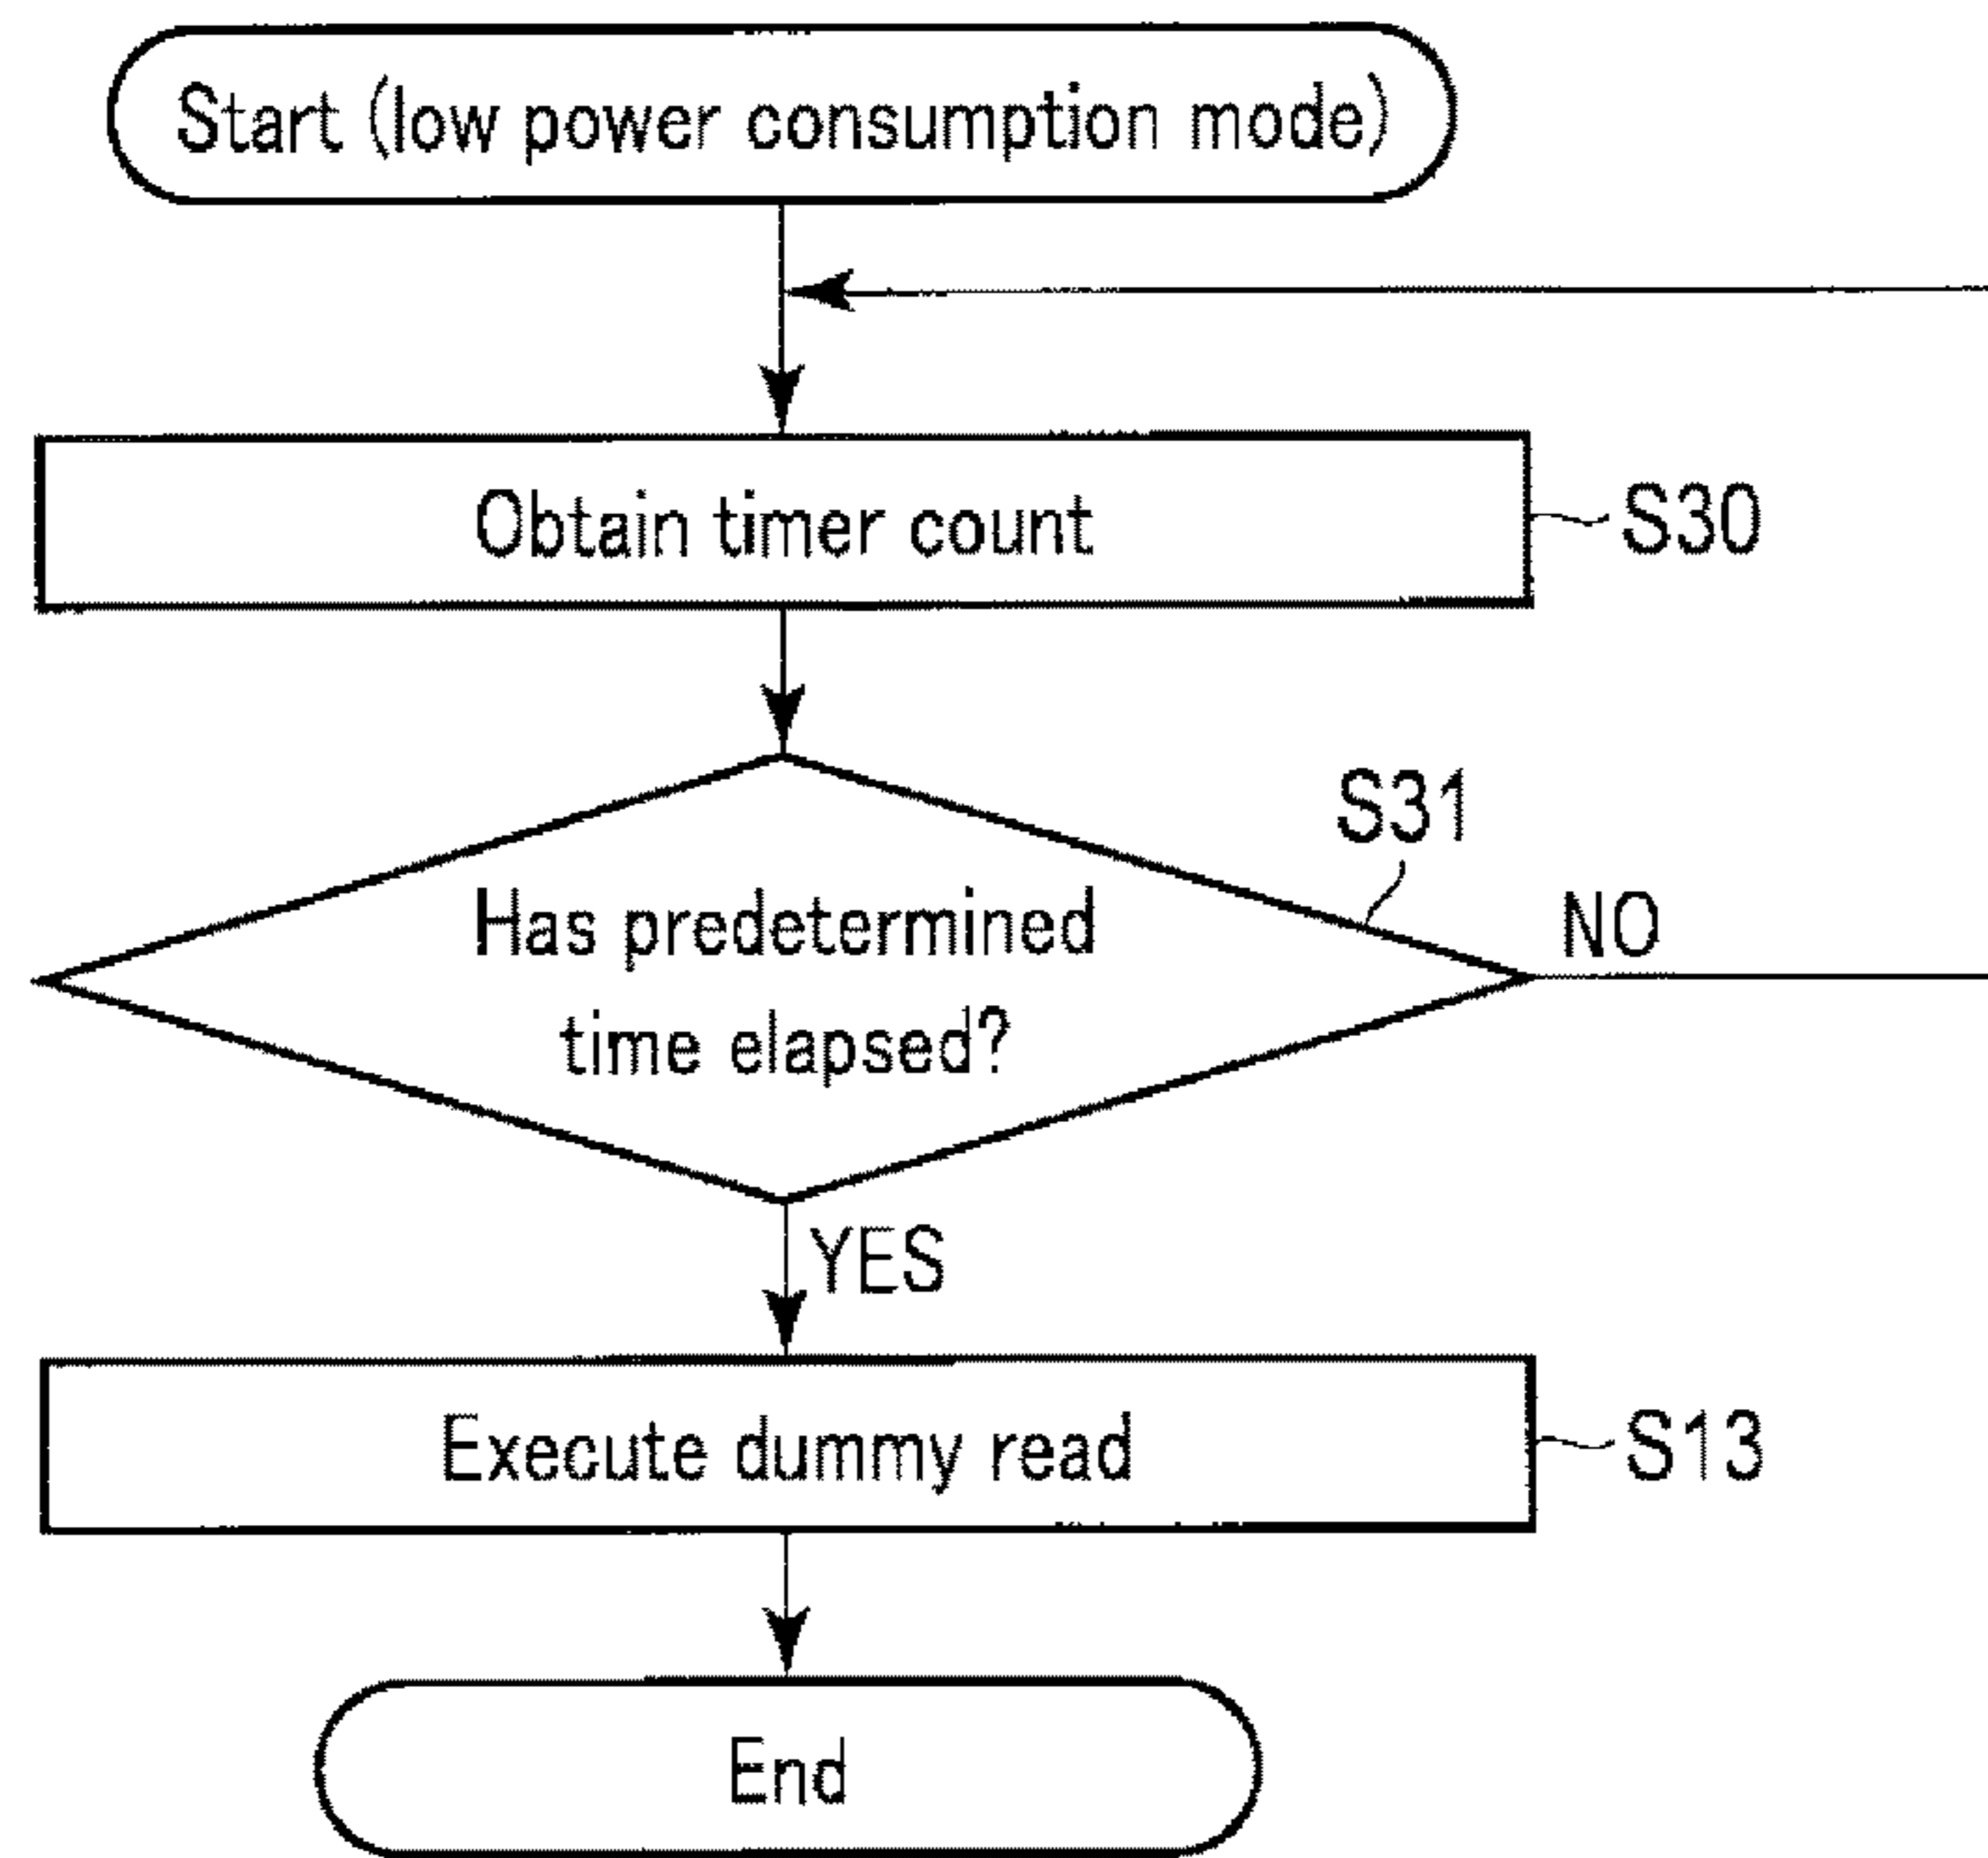 Start (low power consumption mode)
Obtain timer count
S30
S31
Has predetermined
time elapsed?
NO
YES
Execute dummy read
S13
End